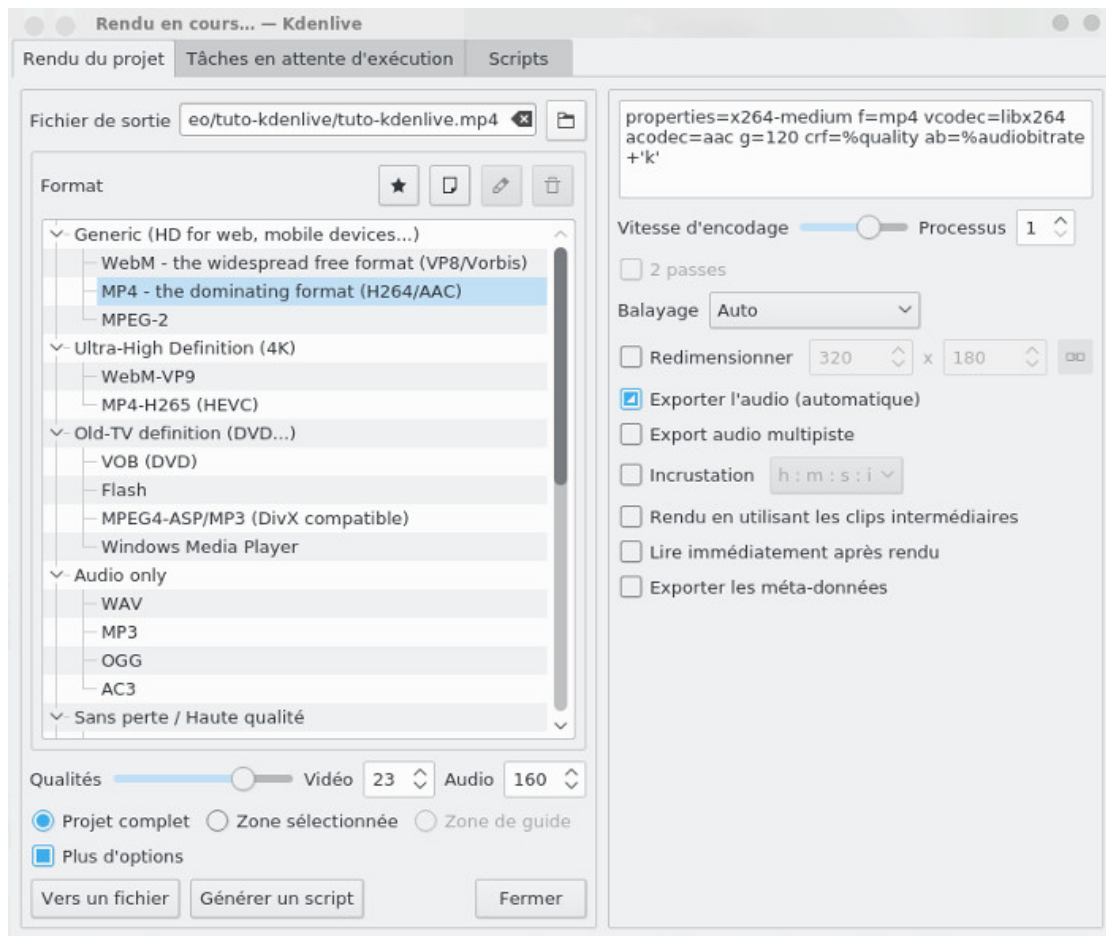 Rendu en cours... — Kdenlive
Rendu du projet
Tâches en attente d'exécution
Scripts
Fichier de sortie
eo/tuto-kdenlive/tuto-kdenlive.mp4
Format
Generic (HD for web, mobile devices...)
WebM - the widespread free format (VP8/Vorbis)
MP4 - the dominating format (H264/AAC)
MPEG-2
Ultra-High Definition (4K)
WebM-VP9
MP4-H265 (HEVC)
Old-TV definition (DVD...)
VOB (DVD)
Flash
MPEG4-ASP/MP3 (DivX compatible)
Windows Media Player
Audio only
WAV
MP3
OGG
AC3
Sans perte / Haute qualité
Qualités
Vidéo 23
Audio 160
Projet complet
Zone sélectionnée
Zone de guide
Plus d'options
Vers un fichier
Générer un script
Fermer
properties=x264-medium f=mp4 vcodec=libx264
acodec=aac g=120 crf=%quality ab=%audiobitrate
+'k'
Vitesse d'encodage
Processus 1
2 passes
Balayage Auto
Redimensionner 320 x 180
Exporter l'audio (automatique)
Export audio multipiste
Incrustation h : m : s : i
Rendu en utilisant les clips intermédiaires
Lire immédiatement après rendu
Exporter les méta-données